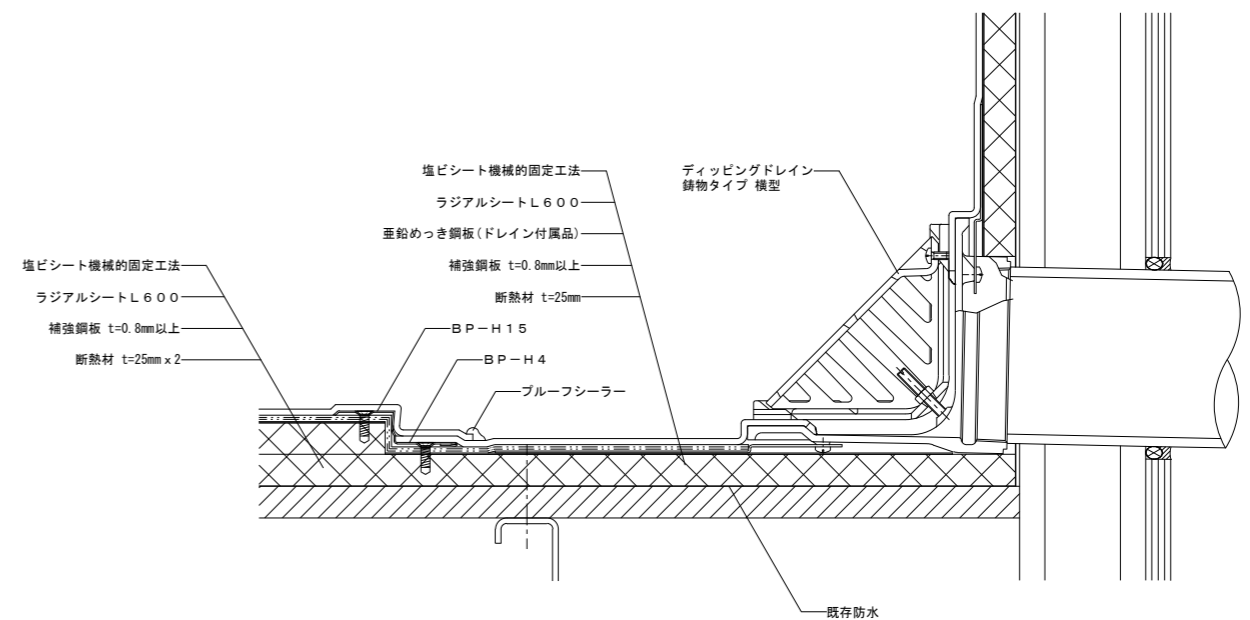 塩ビシート機械的固定工法
ラジアルシートL600
亜鉛めっき鋼板(ドレイン付属品)
補強鋼板 t=0.8mm以上
断熱材 t=25mm
ディッピングドレイン
鋳物タイプ 横型
塩ビシート機械的固定工法
ラジアルシートL600
補強鋼板 t=0.8mm以上
断熱材 t=25mm x 2
BP-H15
BP-H4
プルーフシーラー
既存防水